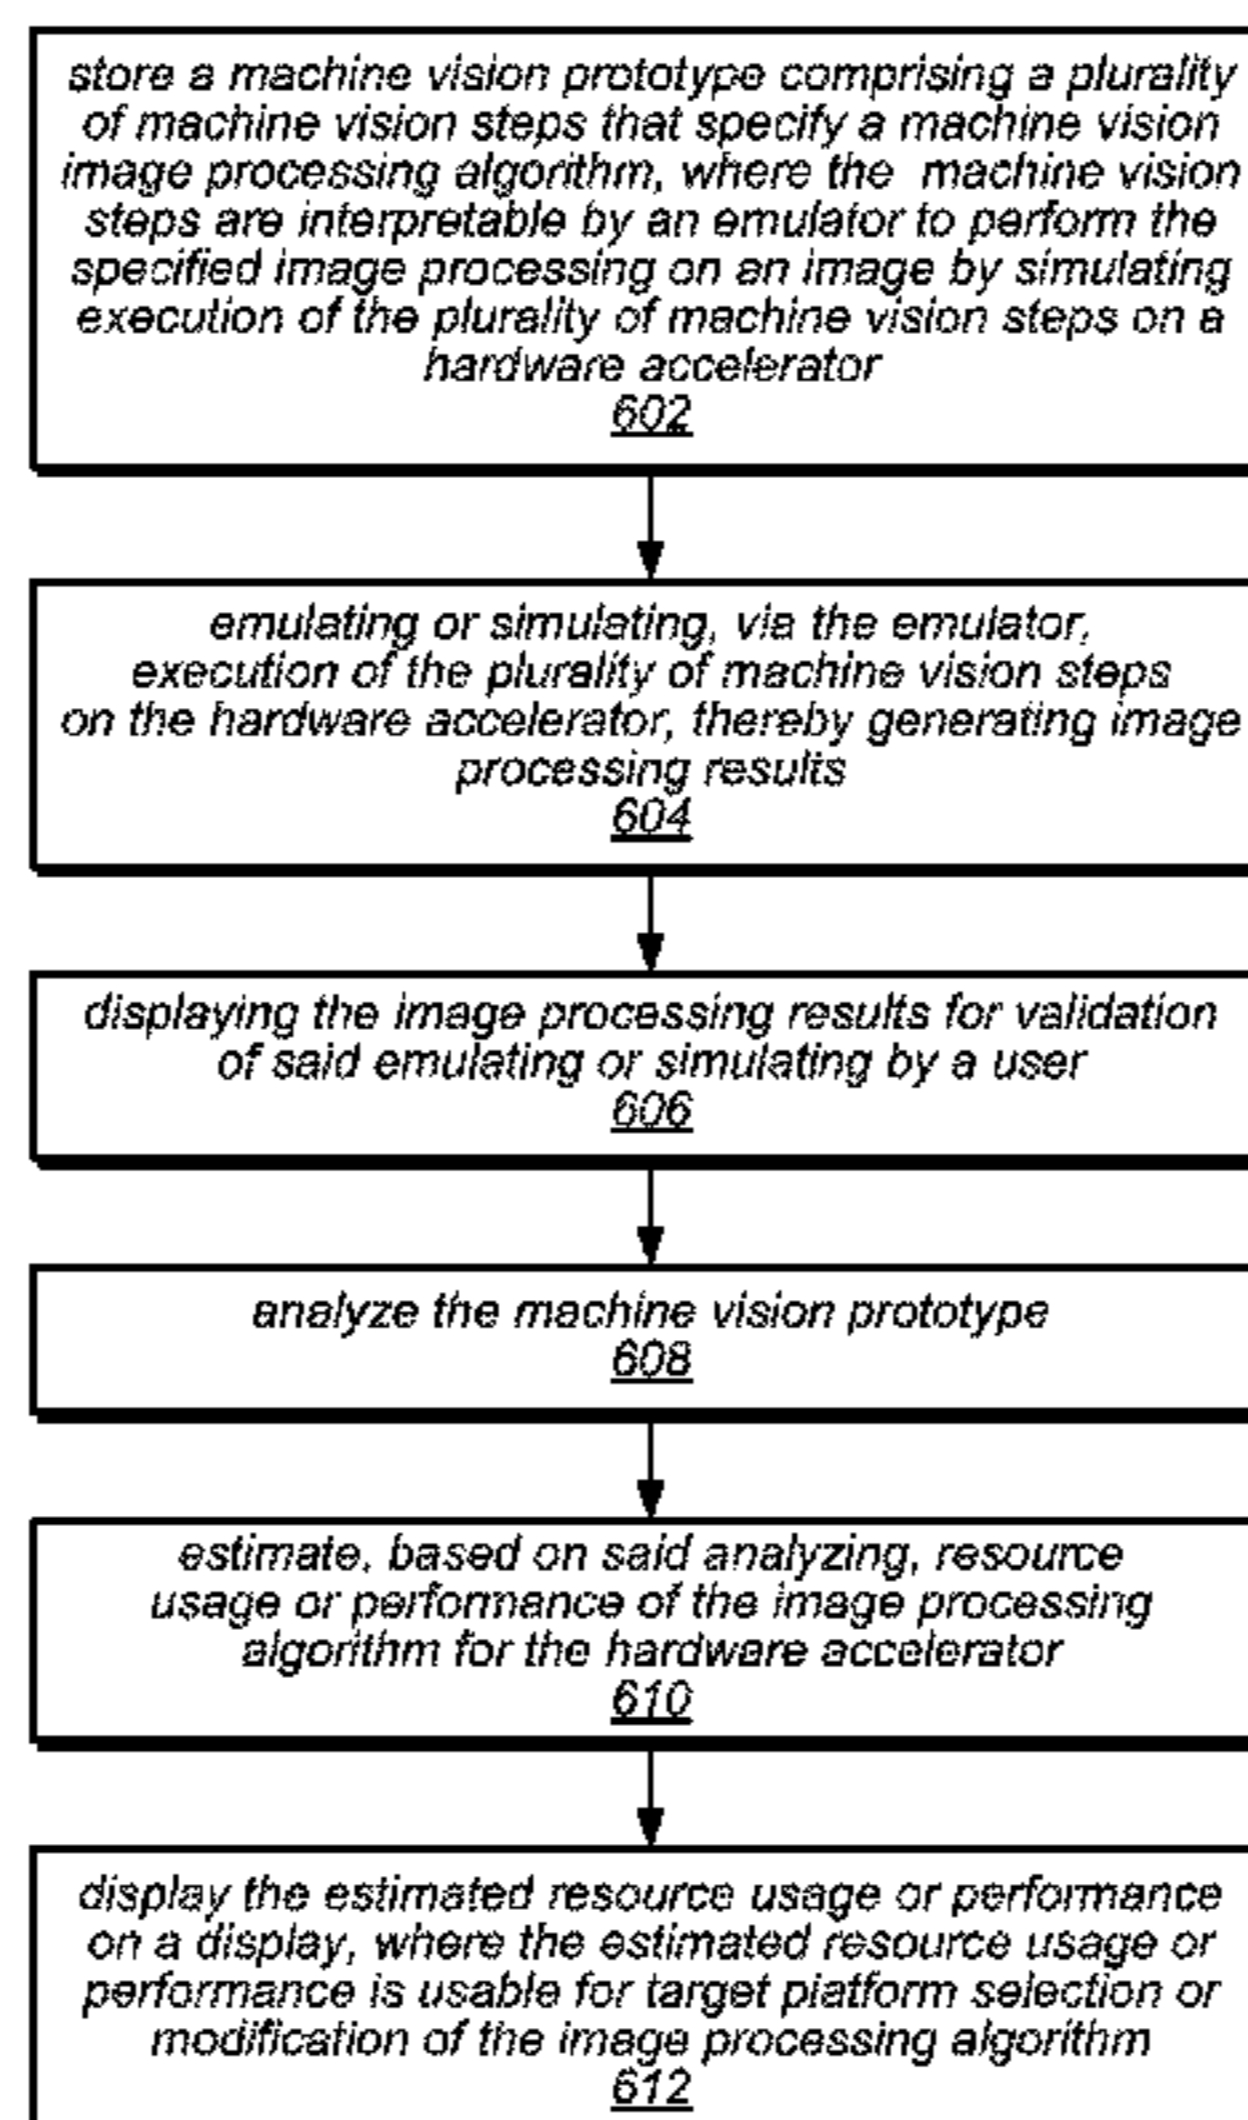 store a machine vision prototype comprising a plurality
of machine vision steps that specify a machine vision
image processing algorithm, where the machine vision
steps are interpretable by an emulator to perform the
specified image processing on an image by simulating
execution of the plurality of machine vision steps on a
hardware accelerator
602
emulating or simulating, via the emulator,
execution of the plurality of machine vision steps
on the hardware accelerator, thereby generating image
processing results
604
displaying the image processing results for validation
of said emulating or simulating by a user
606
analyze the machine vision prototype
608
estimate, based on said analyzing, resource
usage or performance of the image processing
algorithm for the hardware accelerator
610
display the estimated resource usage or performance
on a display, where the estimated resource usage or
performance is usable for target platform selection or
modification of the image processing algorithm
612